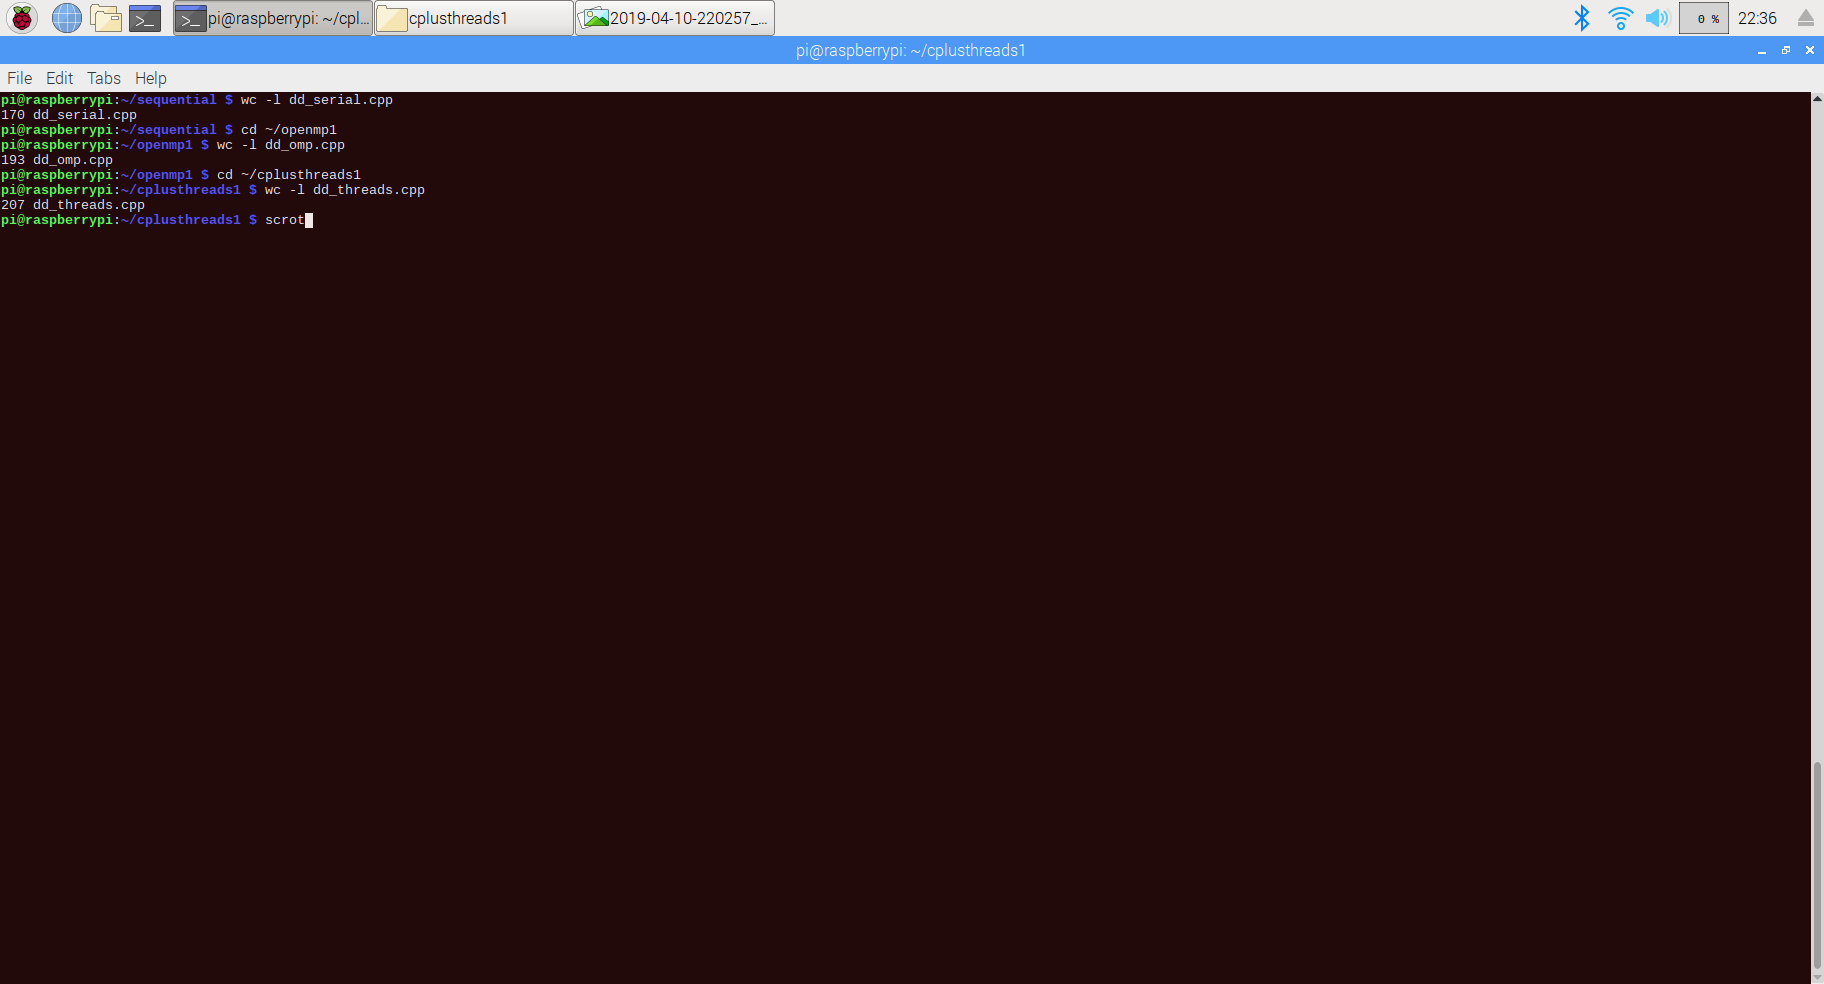 pi@raspberrypi: ~/cpl... cplusthreads1 2019-04-10-220257_... 0 % 22:36
pi@raspberrypi: ~/cplusthreads1
File Edit Tabs Help
pi@raspberrypi:~/sequential $ wc -l dd_serial.cpp
170 dd_serial.cpp
pi@raspberrypi:~/sequential $ cd ~/openmp1
pi@raspberrypi:~/openmp1 $ wc -l dd_omp.cpp
193 dd_omp.cpp
pi@raspberrypi:~/openmp1 $ cd ~/cplusthreads1
pi@raspberrypi:~/cplusthreads1 $ wc -l dd_threads.cpp
207 dd_threads.cpp
pi@raspberrypi:~/cplusthreads1 $ scrot